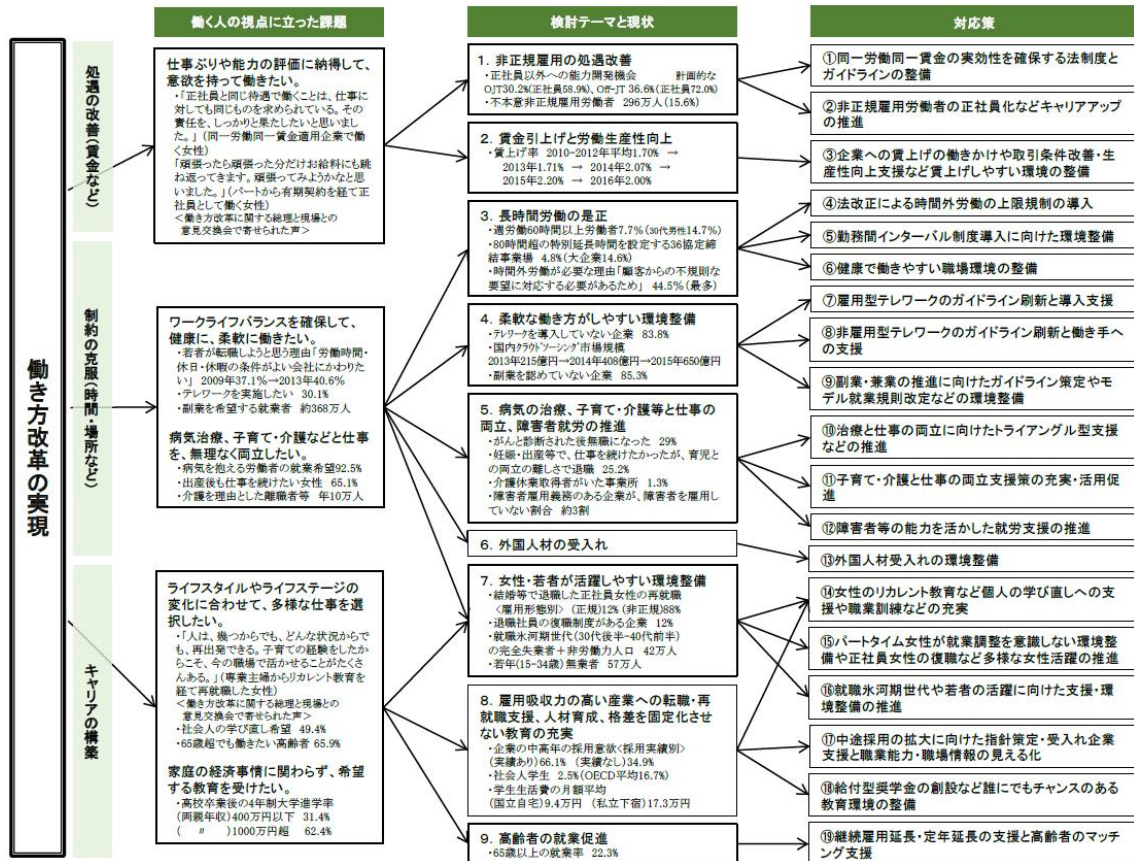 働く人の視点に立った課題
検討テーマと現状
対応策
働き方改革の実現
処遇の改善(賃金など)
制約の克服(時間・場所など)
キャリアの構築
仕事ぶりや能力の評価に納得して、
意欲を持って働きたい。
・「正社員と同じ待遇で働くことは、仕事に
対しても同じものを求められている。その
責任を、しっかりと果たしたいと思いまし
た。」(同一労働同一賃金適用企業で働
く女性)
「頑張ったら頑張った分だけお給料にも跳
ね返ってきます。頑張ってみようかなと思
いました。」(パートから有期契約を経て正
社員として働く女性)
<働き方改革に関する総理と現場との
意見交換会で寄せられた声>
ワークライフバランスを確保して、
健康に、柔軟に働きたい。
・若者が転職しようと思う理由「労働時間・
休日・休暇の条件がよい会社にかわりた
い」 2009年37.1%→2013年40.6%
・テレワークを実施したい 30.1%
・副業を希望する就業者 約368万人
病気治療、子育て・介護などと仕事
を、無理なく両立したい。
・病気を抱える労働者の就業希望92.5%
・出産後も仕事を続けたい女性 65.1%
・介護を理由とした離職者等 年10万人
ライフスタイルやライフステージの
変化に合わせて、多様な仕事を選
択したい。
・「人は、幾つからでも、どんな状況からで
も、再出発できる。子育ての経験をしたか
らこそ、今の職場で活かせることがたくさ
んある。」(専業主婦からリカレント教育を
経て再就職した女性)
<働き方改革に関する総理と現場との
意見交換会で寄せられた声>
・社会人の学び直し希望 49.4%
・65歳超でも働きたい高齢者 65.9%
家庭の経済事情に関わらず、希望
する教育を受けたい。
・高校卒業後の4年制大学進学率
(両親年収)400万円以下 31.4%
( 〃 )1000万円超 62.4%
1. 非正規雇用の処遇改善
・正社員以外への能力開発機会 計画的な
OJT30.2%(正社員58.9%)、Off-JT 36.6%(正社員72.0%)
・不本意非正規雇用労働者 296万人(15.6%)
2. 賃金引上げと労働生産性向上
・賃上げ率 2010-2012年平均1.70% →
2013年1.71% → 2014年2.07% →
2015年2.20% → 2016年2.00%
3. 長時間労働の是正
・週労働60時間以上労働者7.7%(30代男性14.7%)
・80時間超の特別延長時間を設定する36協定締
結事業場 4.8%(大企業14.6%)
・時間外労働が必要な理由「顧客からの不規則な
要望に対応する必要があるため」 44.5%(最多)
4. 柔軟な働き方がしやすい環境整備
・テレワークを導入していない企業 83.8%
・国内クラウドソーシング市場規模
2013年215億円→2014年408億円→2015年650億円
・副業を認めていない企業 85.3%
5. 病気の治療、子育て・介護等と仕事の
両立、障害者就労の推進
・がんと診断された後無職になった 29%
・妊娠・出産等で、仕事を続けたかったが、育児と
の両立の難しさで退職 25.2%
・介護休業取得者がいた事業所 1.3%
・障害者雇用義務のある企業が、障害者を雇用し
ていない割合 約3割
6. 外国人材の受入れ
7. 女性・若者が活躍しやすい環境整備
・結婚等で退職した正社員女性の再就職
<雇用形態別> (正規)12% (非正規)88%
・退職社員の復職制度がある企業 12%
・就職氷河期世代(30代後半-40代前半)
の完全失業者+非労働力人口 42万人
・若年(15-34歳)無業者 57万人
8. 雇用吸収力の高い産業への転職・再
就職支援、人材育成、格差を固定化させ
ない教育の充実
・企業の中高年の採用意欲<採用実績別>
(実績あり)66.1% (実績なし)34.9%
・社会人学生 2.5%(OECD平均16.7%)
・学生生活費の月額平均
(国立自宅)9.4万円 (私立下宿)17.3万円
9. 高齢者の就業促進
・65歳以上の就業率 22.3%
①同一労働同一賃金の実効性を確保する法制度と
ガイドラインの整備
②非正規雇用労働者の正社員化などキャリアアップ
の推進
③企業への賃上げの働きかけや取引条件改善・生
産性向上支援など賃上げしやすい環境の整備
④法改正による時間外労働の上限規制の導入
⑤勤務間インターバル制度導入に向けた環境整備
⑥健康で働きやすい職場環境の整備
⑦雇用型テレワークのガイドライン刷新と導入支援
⑧非雇用型テレワークのガイドライン刷新と働き手へ
の支援
⑨副業・兼業の推進に向けたガイドライン策定やモ
デル就業規則改定などの環境整備
⑩治療と仕事の両立に向けたトライアングル型支援
などの推進
⑪子育て・介護と仕事の両立支援策の充実・活用促
進
⑫障害者等の能力を活かした就労支援の推進
⑬外国人材受入れの環境整備
⑭女性のリカレント教育など個人の学び直しへの支
援や職業訓練などの充実
⑮パートタイム女性が就業調整を意識しない環境整
備や正社員女性の復職など多様な女性活躍の推進
⑯就職氷河期世代や若者の活躍に向けた支援・環
境整備の推進
⑰中途採用の拡大に向けた指針策定・受入れ企業
支援と職業能力・職場情報の見える化
⑱給付型奨学金の創設など誰にでもチャンスのある
教育環境の整備
⑲継続雇用延長・定年延長の支援と高齢者のマッチ
ング支援